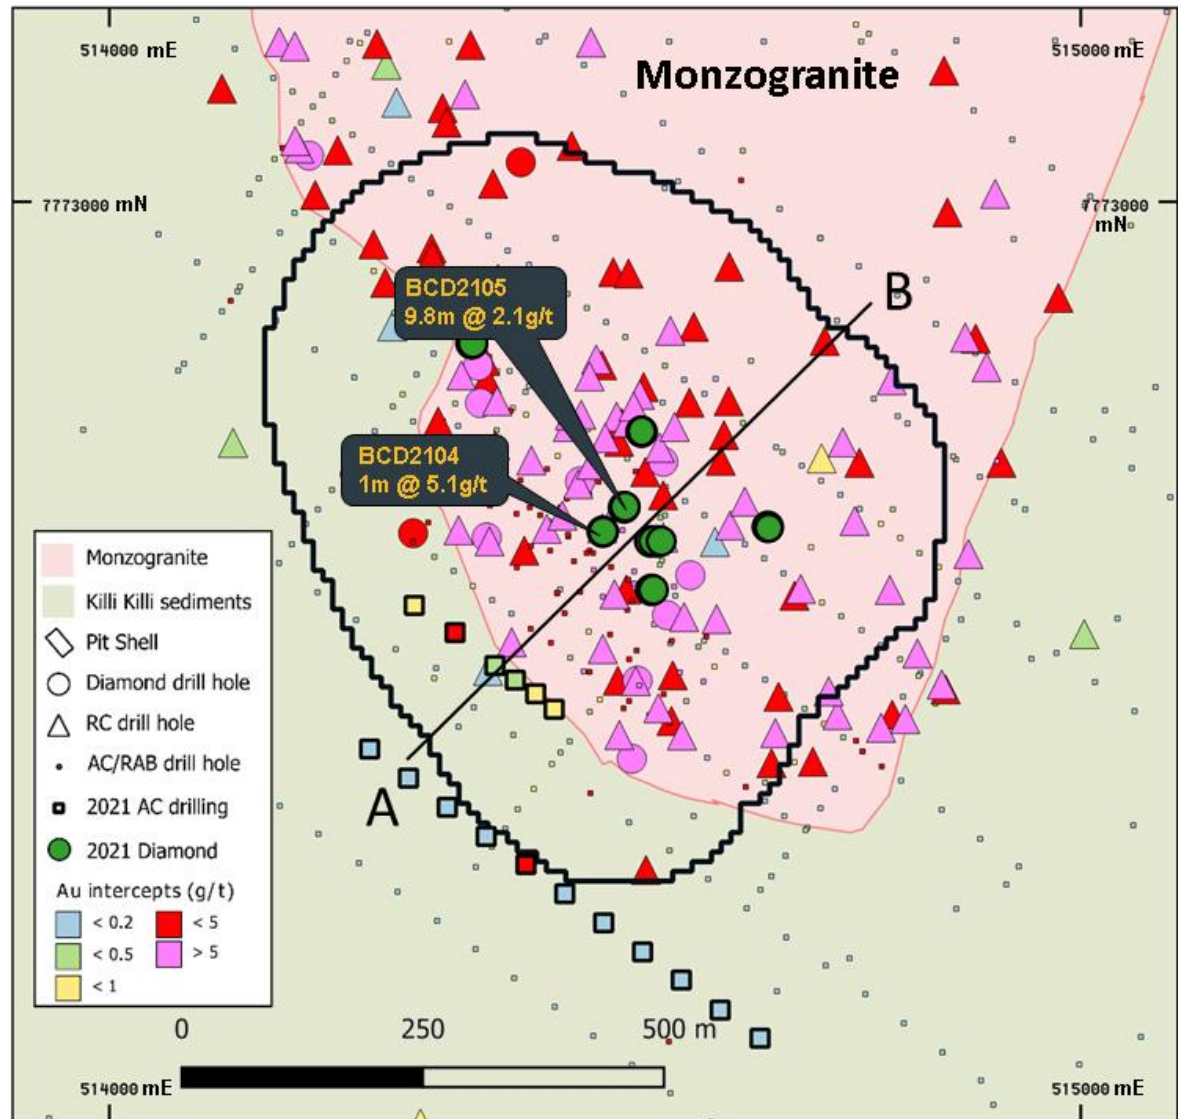 514000 mE
515000 mE
Monzogranite
7773000 mN
7773000
mN
B
BCD2105
9.8m @ 2.1g/t
BCD2104
1m @ 5.1g/t
Monzogranite
Killi Killi sediments
Pit Shell
Diamond drill hole
RC drill hole
AC/RAB drill hole
2021 AC drilling
2021 Diamond
Au intercepts (g/t)
< 0.2
< 5
< 0.5
> 5
< 1
A
0
250
500 m
514000 mE
515000 mE